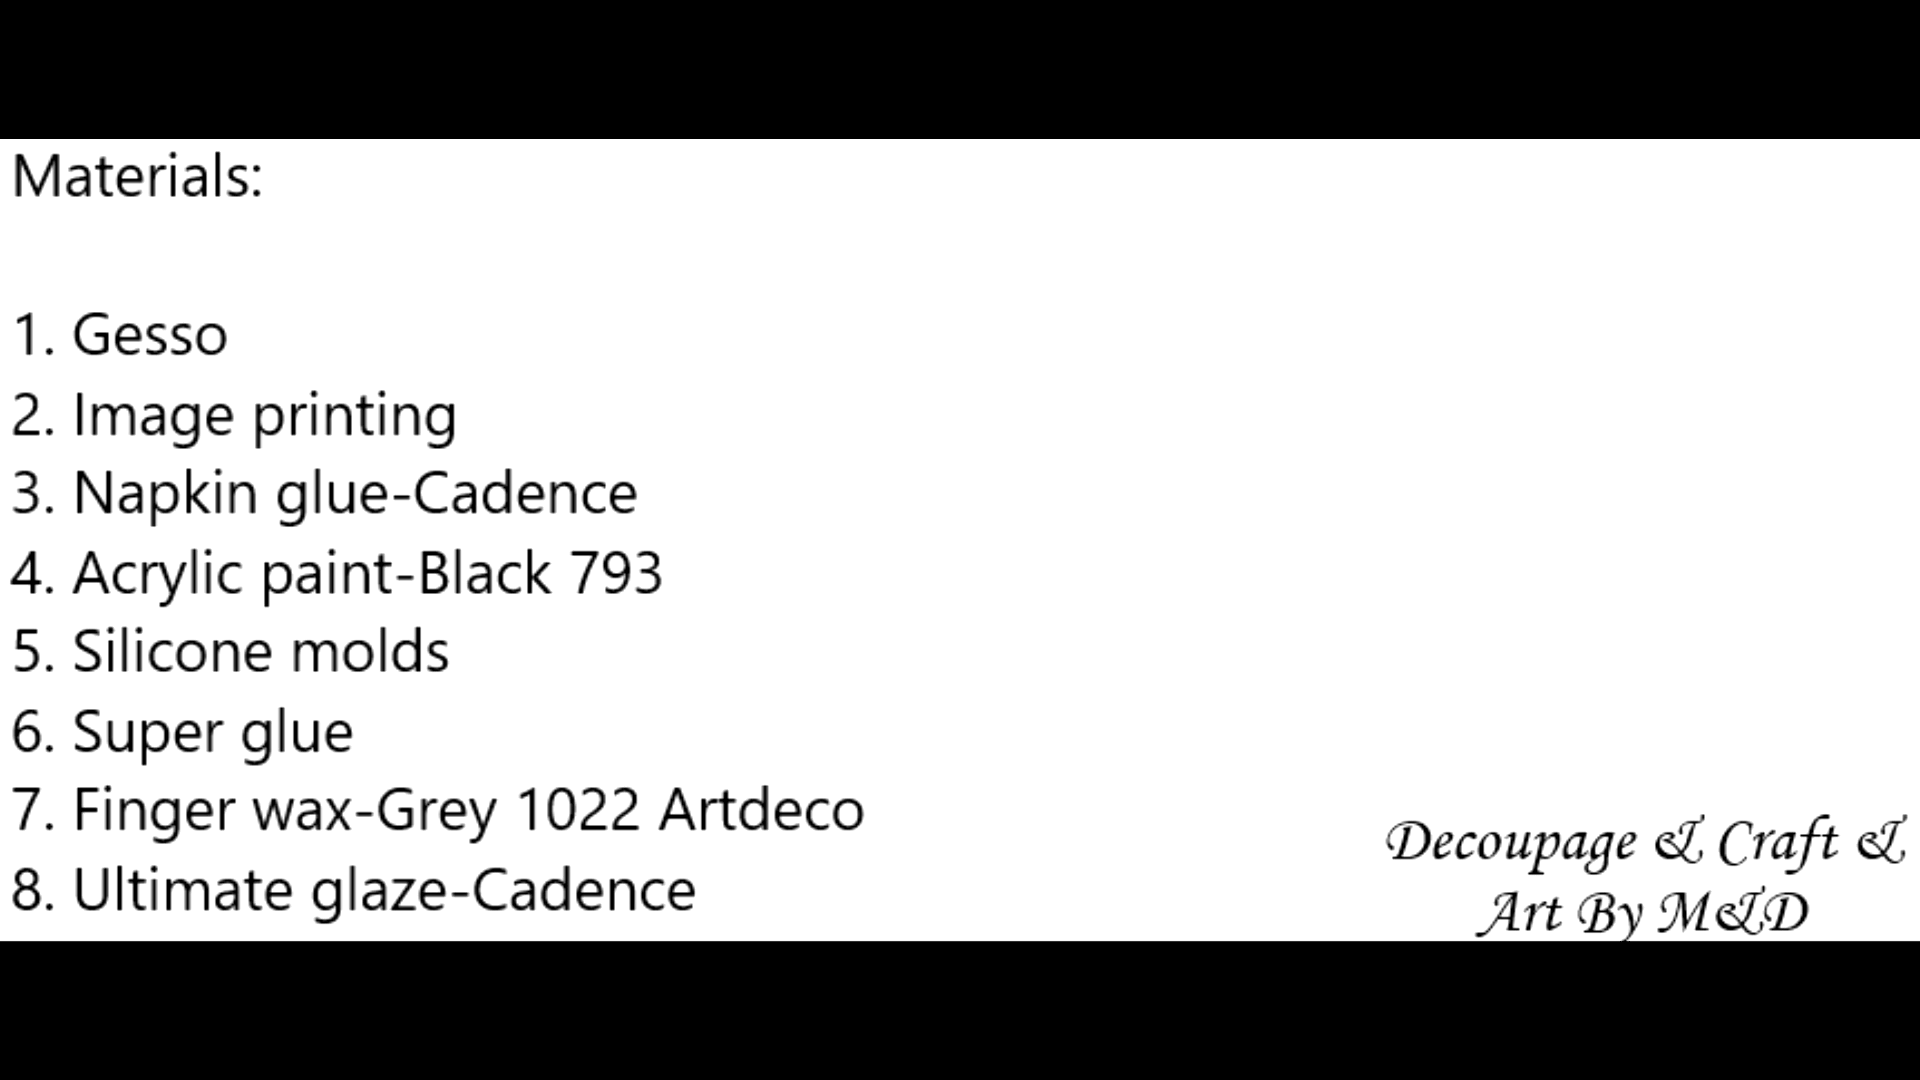 Materials:
1. Gesso
2. Image printing
3. Napkin glue-Cadence
4. Acrylic paint-Black 793
5. Silicone molds
6. Super glue
7. Finger wax-Grey 1022 Artdeco
8. Ultimate glaze-Cadence
Decoupage & Craft &
Art By M&D